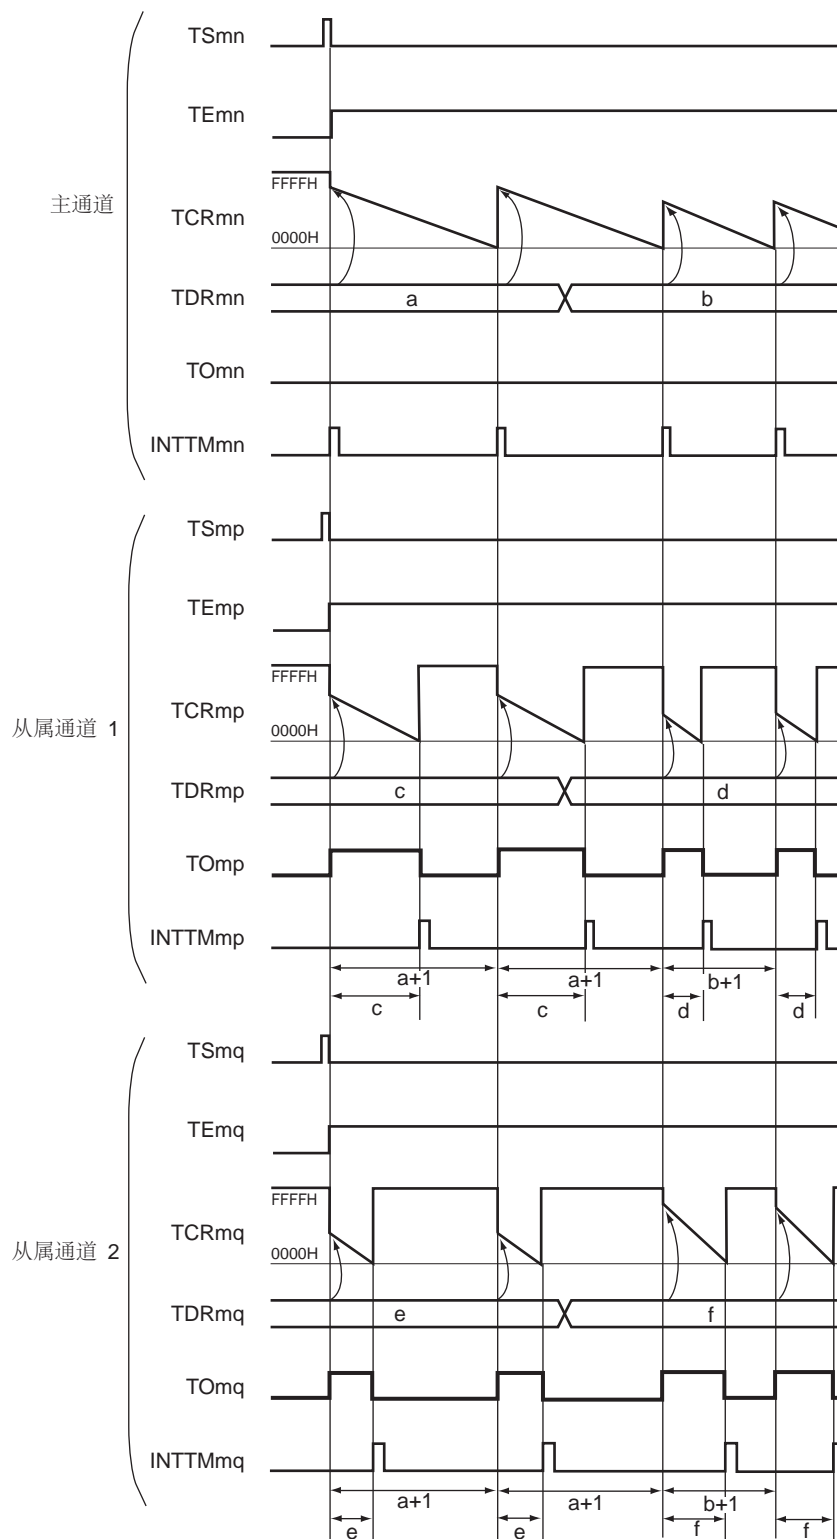 TSmn
TEmn
主通道
FFFFH
TCRmn
0000H
TDRmn
a
b
TOmn
INTTMmn
TSmp
TEmp
从属通道 1
FFFFH
TCRmp
0000H
TDRmp
c
d
TOmp
INTTMmp
a+1
a+1
b+1
c
c
d
d
TSmq
TEmq
从属通道 2
FFFFH
TCRmq
0000H
TDRmq
e
f
TOmq
INTTMmq
a+1
a+1
b+1
e
e
f
f